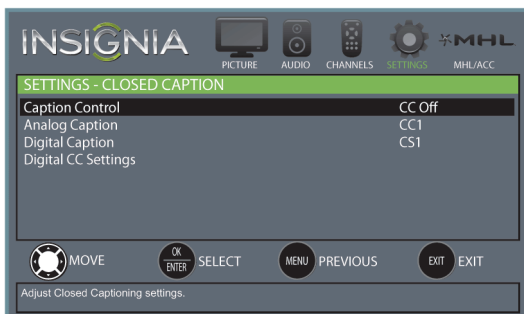 INSIGNIA
PICTURE AUDIO CHANNELS SETTINGS MHL MHL/ACC
SETTINGS - CLOSED CAPTION
Caption Control CC Off
Analog Caption CC1
Digital Caption CS1
Digital CC Settings
MOVE OK ENTER SELECT MENU PREVIOUS EXIT EXIT
Adjust Closed Captioning settings.